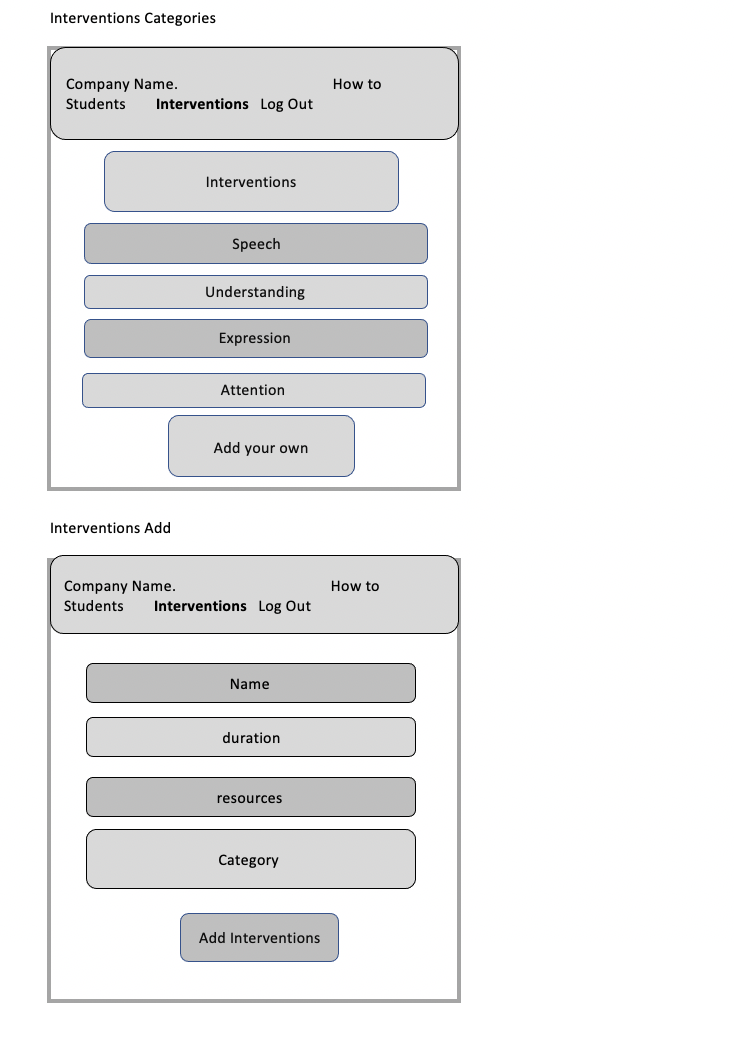 Interventions Categories
Company Name. How to
Students Interventions Log Out
Interventions
Speech
Understanding
Expression
Attention
Add your own
Interventions Add
Company Name. How to
Students Interventions Log Out
Name
duration
resources
Category
Add Interventions